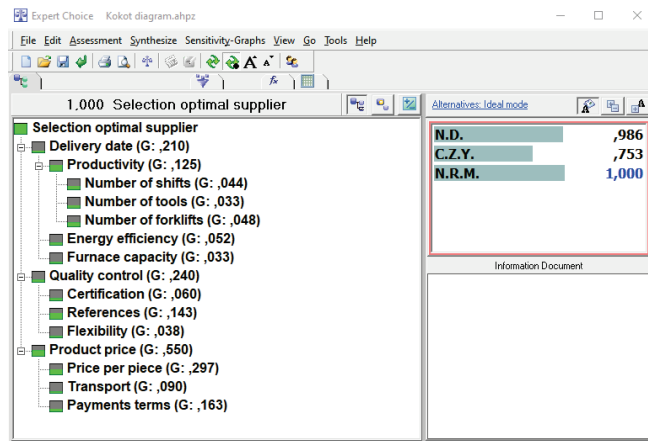 Expert Choice Kokot diagram.ahpz
File Edit Assessment Synthesize Sensitivity-Graphs View Go Tools Help
1,000 Selection optimal supplier
Selection optimal supplier
Delivery date (G: ,210)
Productivity (G: ,125)
Number of shifts (G: ,044)
Number of tools (G: ,033)
Number of forklifts (G: ,048)
Energy efficiency (G: ,052)
Furnace capacity (G: ,033)
Quality control (G: ,240)
Certification (G: ,060)
References (G: ,143)
Flexibility (G: ,038)
Product price (G: ,550)
Price per piece (G: ,297)
Transport (G: ,090)
Payments terms (G: ,163)
Alternatives: Ideal mode
N.D. ,986
C.Z.Y. ,753
N.R.M. 1,000
Information Document